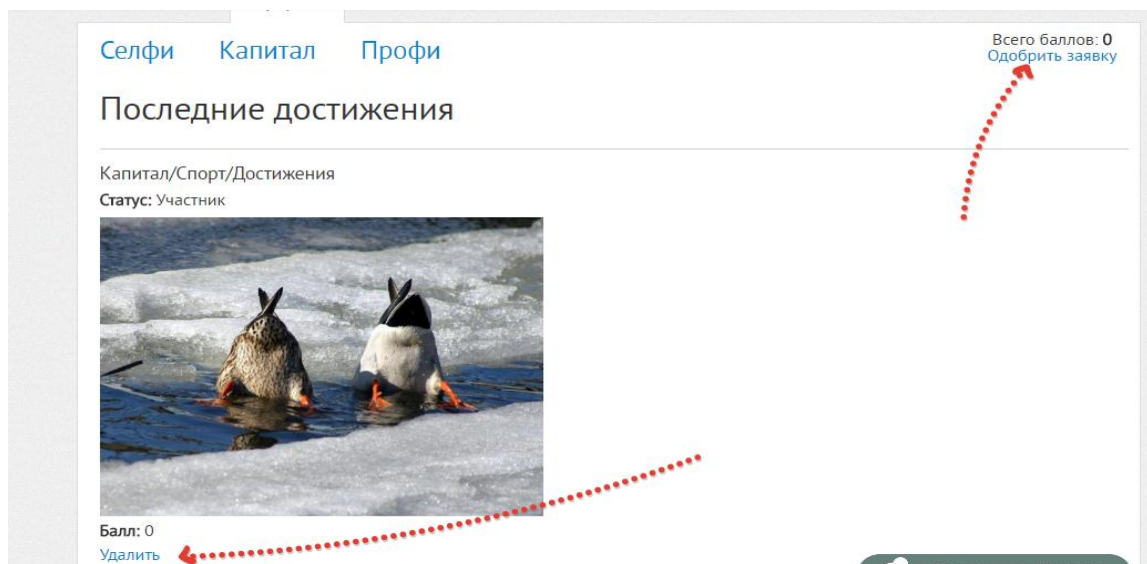 Селфи Капитал Профи
Всего баллов: 0
Одобрить заявку
Последние достижения
Капитал/Спорт/Достижения
Статус: Участник
Балл: 0
Удалить